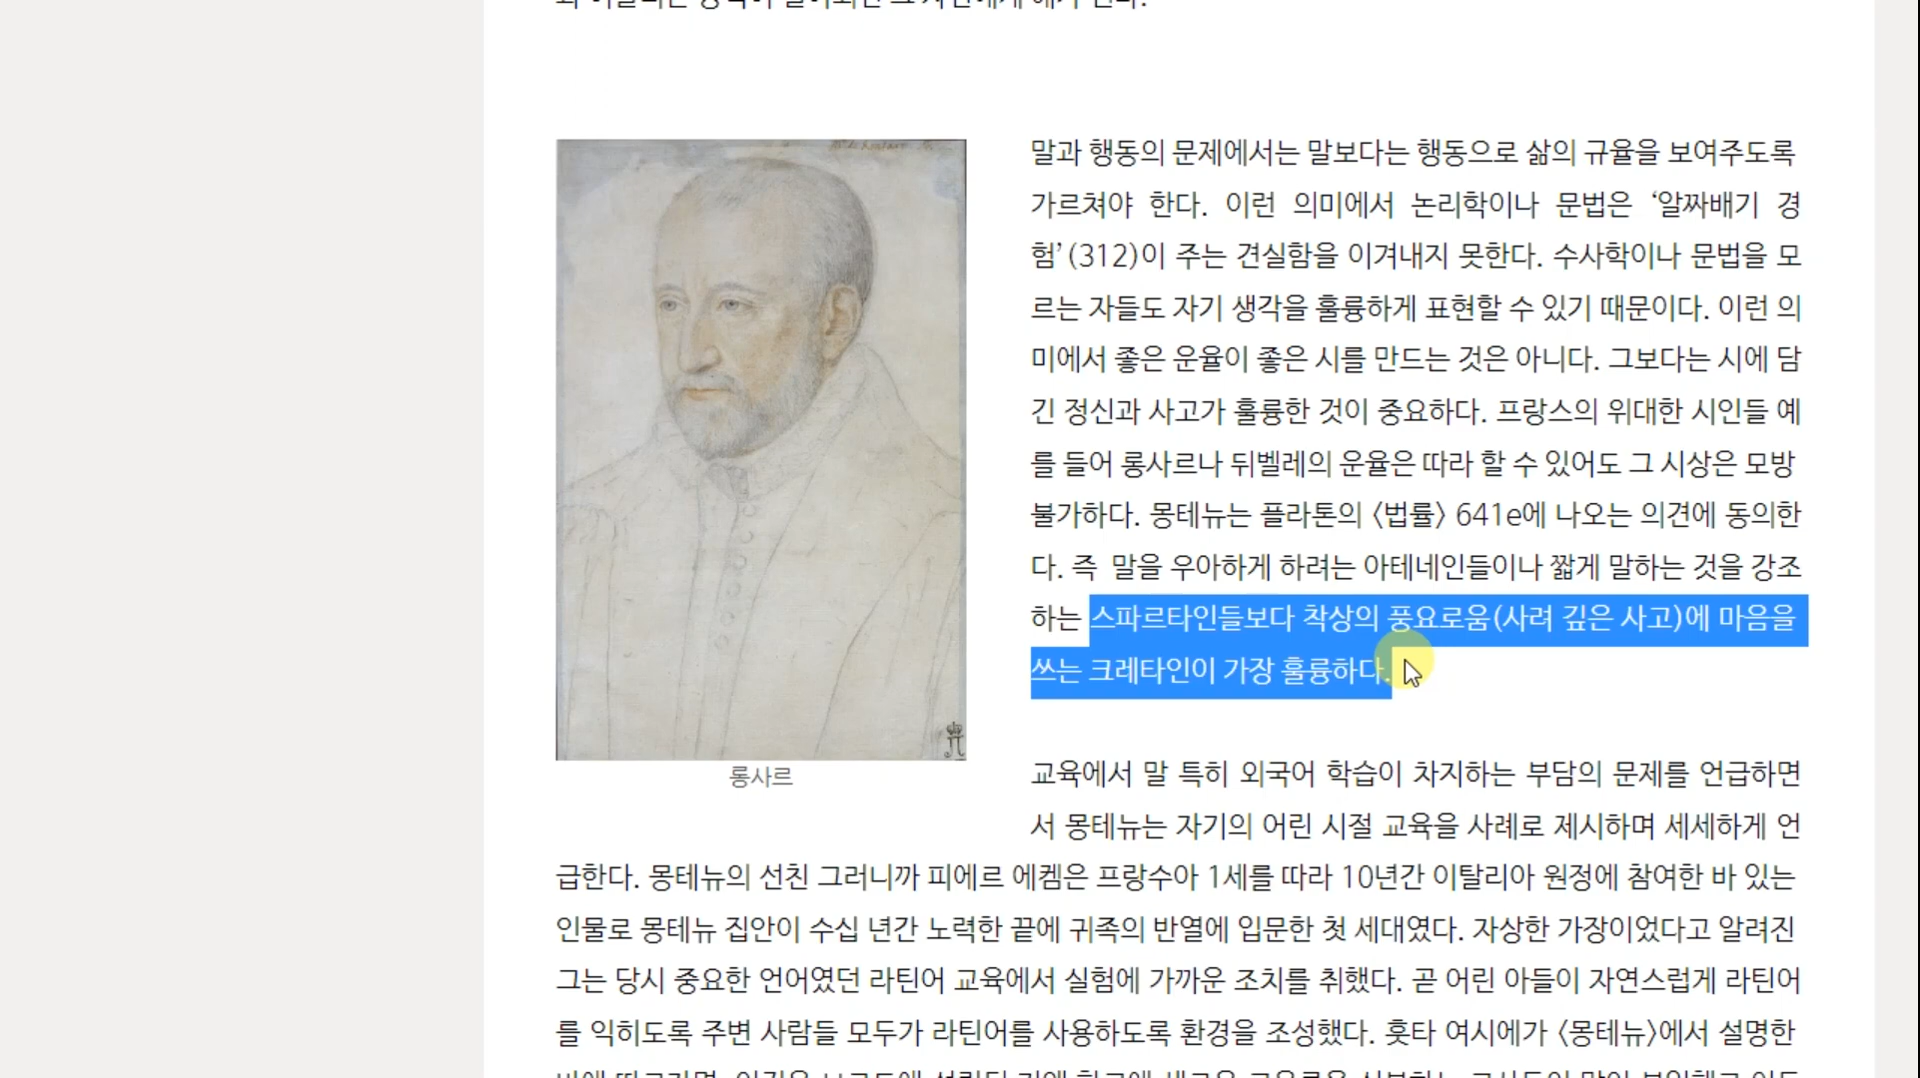 말과 행동의 문제에서는 말보다는 행동으로 삶의 규율을 보여주도록
가르쳐야 한다. 이런 의미에서 논리학이나 문법은 ‘알짜배기 경
험’(312)이 주는 견실함을 이겨내지 못한다. 수사학이나 문법을 모
르는 자들도 자기 생각을 훌륭하게 표현할 수 있기 때문이다. 이런 의
미에서 좋은 운율이 좋은 시를 만드는 것은 아니다. 그보다는 시에 담
긴 정신과 사고가 훌륭한 것이 중요하다. 프랑스의 위대한 시인들 예
를 들어 롱사르나 뒤벨레의 운율은 따라 할 수 있어도 그 시상은 모방
불가하다. 몽테뉴는 플라톤의 〈법률〉 641e에 나오는 의견에 동의한
다. 즉 말을 우아하게 하려는 아테네인들이나 짧게 말하는 것을 강조
하는 스파르타인들보다 착상의 풍요로움(사려 깊은 사고)에 마음을
쓰는 크레타인이 가장 훌륭하다.
롱사르
교육에서 말 특히 외국어 학습이 차지하는 부담의 문제를 언급하면
서 몽테뉴는 자기의 어린 시절 교육을 사례로 제시하며 세세하게 언
급한다. 몽테뉴의 선친 그러니까 피에르 에켐은 프랑수아 1세를 따라 10년간 이탈리아 원정에 참여한 바 있는
인물로 몽테뉴 집안이 수십 년간 노력한 끝에 귀족의 반열에 입문한 첫 세대였다. 자상한 가장이었다고 알려진
그는 당시 중요한 언어였던 라틴어 교육에서 실험에 가까운 조치를 취했다. 곧 어린 아들이 자연스럽게 라틴어
를 익히도록 주변 사람들 모두가 라틴어를 사용하도록 환경을 조성했다. 홋타 여시에가 〈몽테뉴〉에서 설명한